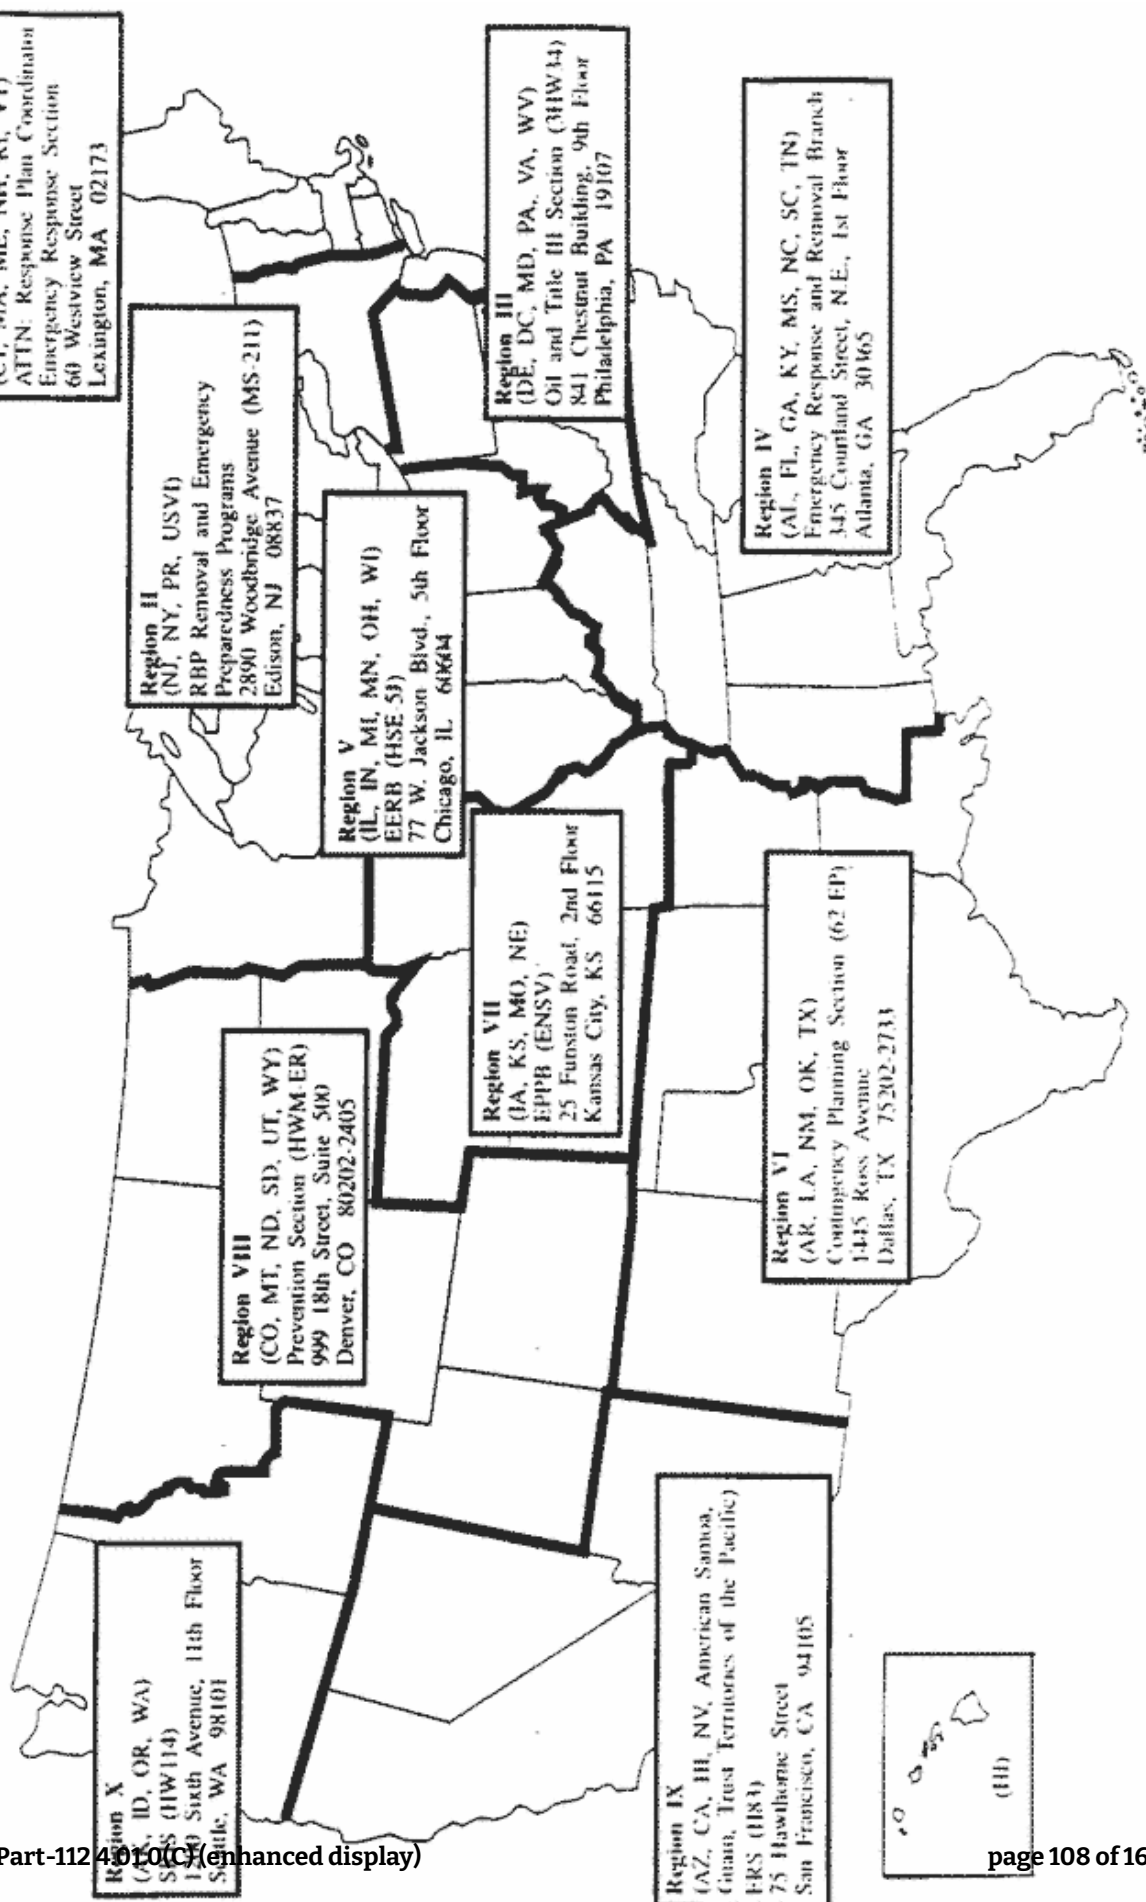 ATTN: Response Plan Coordinator
Emergency Response Section
60 Westview Street
Lexington, MA 02173
Region II
(NJ, NY, PR, USVI)
RBP Removal and Emergency
Preparedness Programs
2890 Woodbridge Avenue (MS-211)
Edison, NJ 08837
Region III
(DE, DC, MD, PA, VA, WV)
Oil and Title III Section (3HW34)
841 Chestnut Building, 9th Floor
Philadelphia, PA 19107
Region IV
(AL, FL, GA, KY, MS, NC, SC, TN)
Emergency Response and Removal Branch
345 Courtland Street, N.E., 1st Floor
Atlanta, GA 30365
Region V
(IL, IN, MI, MN, OH, WI)
EERB (HSE-5J)
77 W. Jackson Blvd., 5th Floor
Chicago, IL 60604
Region VI
(AR, LA, NM, OK, TX)
Contingency Planning Section (6E-EP)
1445 Ross Avenue
Dallas, TX 75202-2733
Region VII
(IA, KS, MO, NE)
EPPB (ENSV)
25 Funston Road, 2nd Floor
Kansas City, KS 66115
Region VIII
(CO, MT, ND, SD, UT, WY)
Prevention Section (HWM-ER)
999 18th Street, Suite 500
Denver, CO 80202-2405
Region IX
(AZ, CA, HI, NV, American Samoa,
Guam, Trust Territories of the Pacific)
ERS (H83)
75 Hawthorne Street
San Francisco, CA 94105
Region X
(AK, ID, OR, WA)
(HW114)
Sixth Avenue, 11th Floor
Seattle, WA 98101
(HI)
Part-112 4.01.0(C) (enhanced display)
page 108 of 16